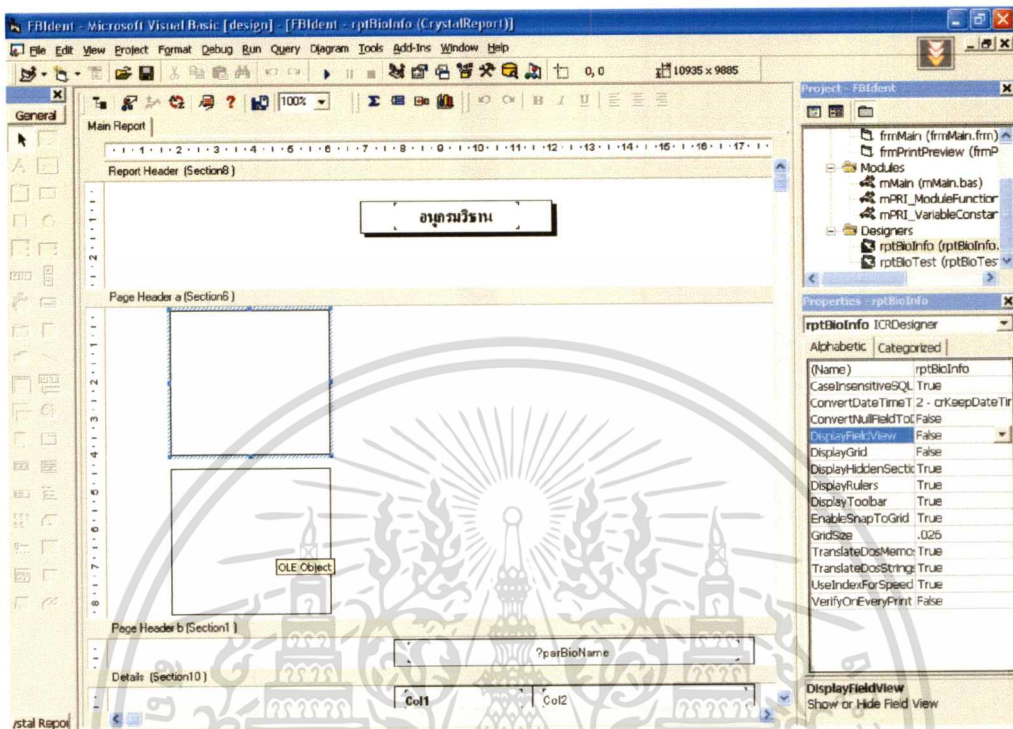 FBIdent - Microsoft Visual Basic [design] - [FBIdent - rptBioInfo (CrystalReport)]
File Edit View Project Format Debug Run Query Diagram Tools Add-Ins Window Help
0, 0 10935 x 9885
General
100%
Main Report
Report Header (Section8)
อนุกรมวิธาน
Page Header a (Section6)
OLE Object
Page Header b (Section1)
?parBioName
Details (Section10)
Col1 Col2
Project - FBIdent
frmMain (frmMain.frm)
frmPrintPreview (frmP
Modules
mMain (mMain.bas)
mPRI_ModuleFunction
mPRI_VariableConstar
Designers
rptBioInfo (rptBioInfo.
rptBioTest (rptBioTes
Properties - rptBioInfo
rptBioInfo ICRDesigner
Alphabetic Categorized
(Name) rptBioInfo
CaseInsensitiveSQL True
ConvertDateTimeT 2 - crKeepDateTir
ConvertNullFieldToD False
DisplayFieldView False
DisplayGrid False
DisplayHiddenSectic True
DisplayRulers True
DisplayToolbar True
EnableSnapToGrid True
GridSize .026
TranslateDosMemo: True
TranslateDosString: True
UseIndexForSpeed True
VerifyOnEveryPrint False
DisplayFieldView
Show or Hide Field View
/stal Repoı